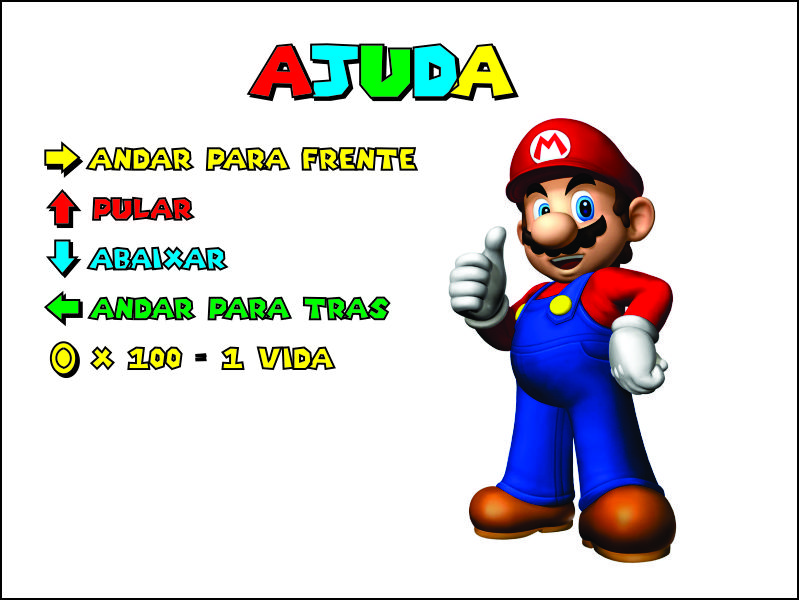 AJUDA
ANDAR PARA FRENTE
PULAR
ABAIXAR
ANDAR PARA TRAS
X 100 = 1 VIDA
M